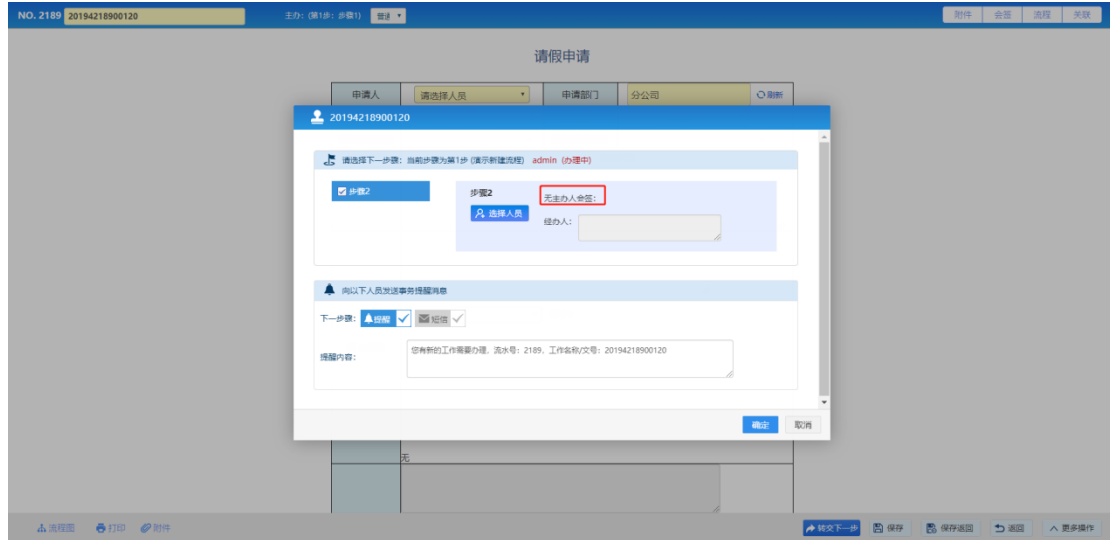 NO. 2189 20194218900120 主办: (第1步: 步骤1) 普通 附件 会签 流程 关联
请假申请
申请人 请选择人员 申请部门 分公司 刷新
20194218900120
请选择下一步骤: 当前步骤为第1步 (演示新建流程) admin (办理中)
步骤2 步骤2 无主办人会签:
选择人员
经办人:
向以下人员发送事务提醒消息
下一步骤: 提醒 短信
提醒内容: 您有新的工作需要办理, 流水号: 2189, 工作名称/文号: 20194218900120
确定 取消
无
流程图 打印 附件 转交下一步 保存 保存返回 返回 更多操作